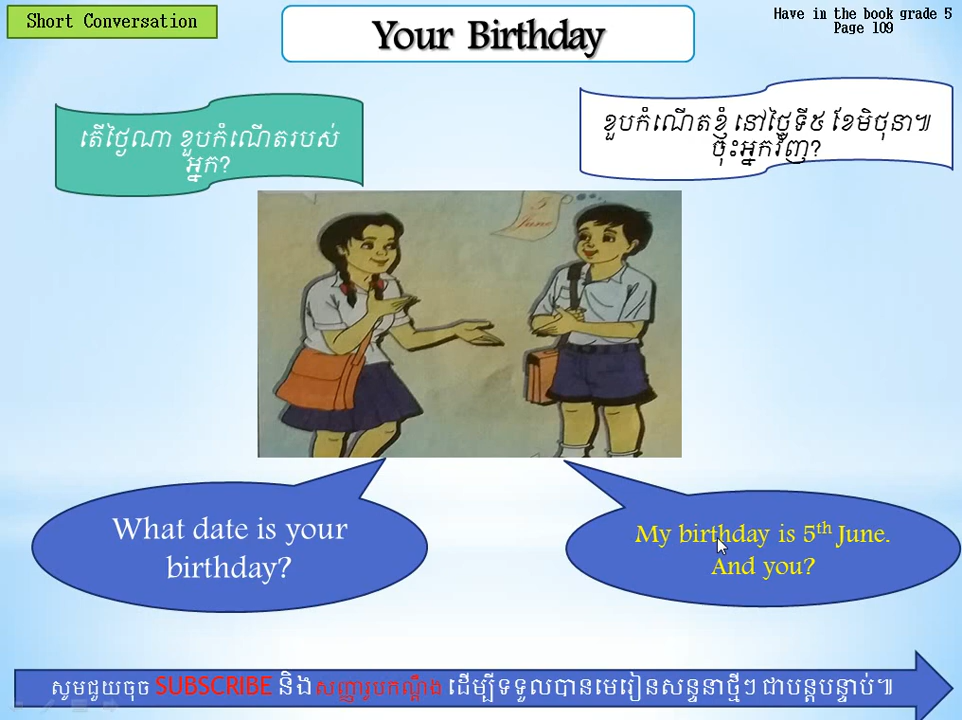 Short Conversation
Your Birthday
Have in the book grade 5
Page 109
តើថ្ងៃណា ខួបកំណើតរបស់
អ្នក?
ខួបកំណើតខ្ញុំ នៅថ្ងៃទី៥ ខែមិថុនា៕
ចុះអ្នកវិញ?
5
June
What date is your
birthday?
My birthday is 5th June.
And you?
សូមជួយចុច SUBSCRIBE និងសញ្ញារូបកណ្ដឹង ដើម្បីទទួលបានមេរៀនសន្ទនាថ្មីៗ ជាបន្តបន្ទាប់៕